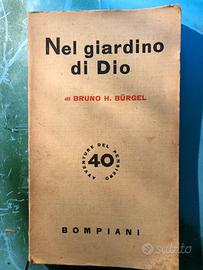 Nel giardino
di Dio
di BRUNO H. BÜRGEL
AVVENTURE DEL PENSIERO
40
BOMPIANI
subito